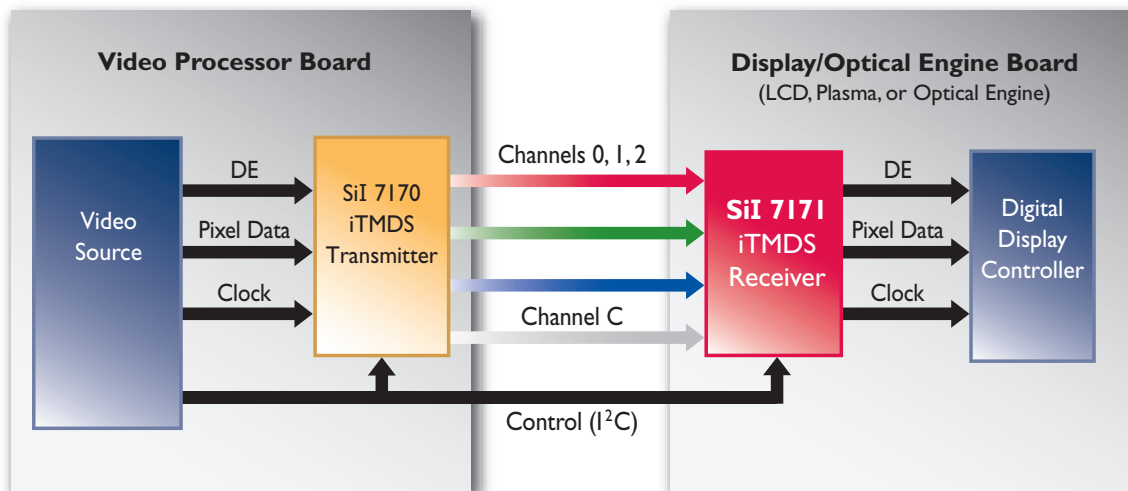 Video Processor Board
Display/Optical Engine Board
(LCD, Plasma, or Optical Engine)
Video
Source
DE
Pixel Data
Clock
SiI 7170
iTMDS
Transmitter
Channels 0, 1, 2
Channel C
SiI 7171
iTMDS
Receiver
DE
Pixel Data
Clock
Digital
Display
Controller
Control (I²C)